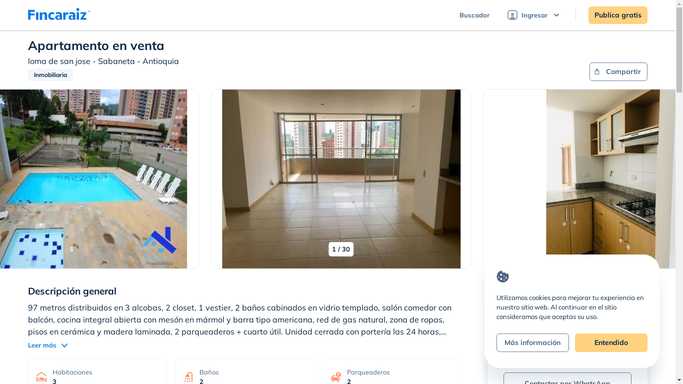 Fincaraiz
Buscador
Ingresar
Publica gratis
Apartamento en venta
loma de san jose - Sabaneta - Antioquia
Inmobiliaria
Compartir
1 / 30
Descripción general
97 metros distribuidos en 3 alcobas, 2 closet, 1 vestier, 2 baños cabinados en vidrio templado, salón comedor con
balcón, cocina integral abierta con mesón en mármol y barra tipo americana, red de gas natural, zona de ropas,
pisos en cerámica y madera laminada, 2 parqueaderos + cuarto útil. Unidad cerrada con portería las 24 horas,...
Leer más
Habitaciones
3
Baños
2
Parqueaderos
2
Utilizamos cookies para mejorar tu experiencia en
nuestro sitio web. Al continuar en el sitio
consideramos que aceptas su uso.
Más información
Entendido
Contactar por WhatsApp